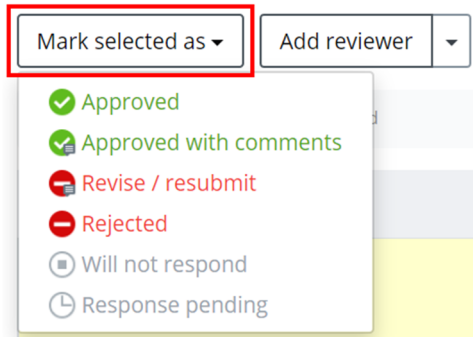 Mark selected as Add reviewer
Approved
Approved with comments
Revise / resubmit
Rejected
Will not respond
Response pending